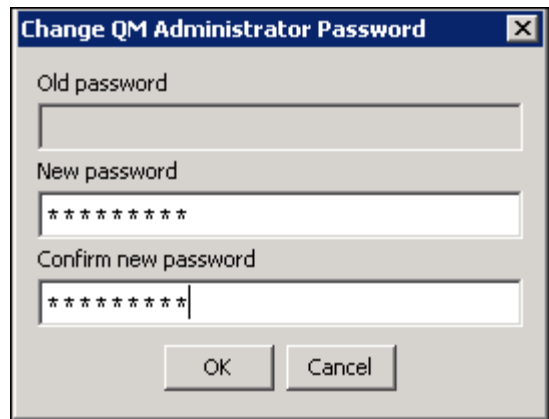 Change QM Administrator Password
Old password
New password
*********
Confirm new password
*********
OK Cancel